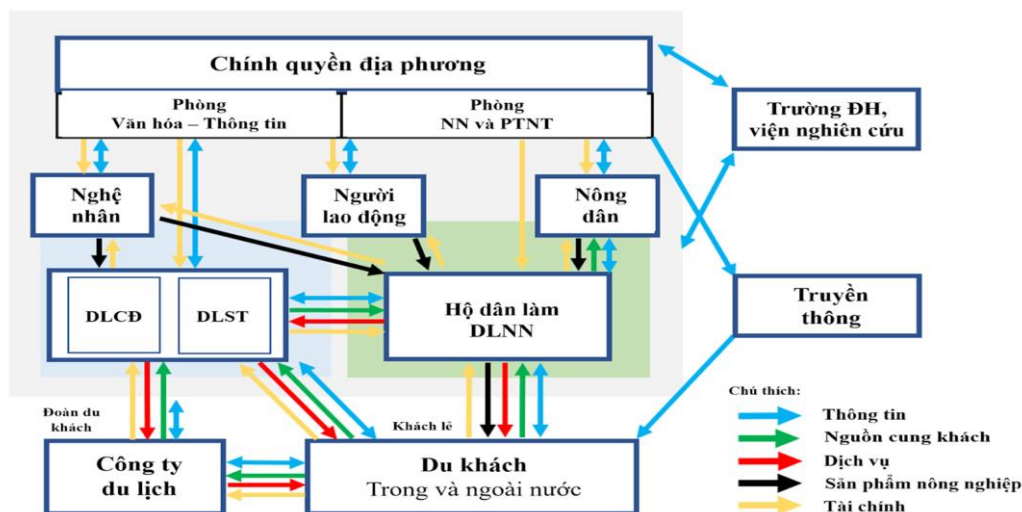 Chính quyền địa phương
Phòng
Văn hóa – Thông tin
Phòng
NN và PTNT
Trường ĐH,
viện nghiên cứu
Nghệ
nhân
Người
lao động
Nông
dân
DLCĐ
DLST
Hộ dân làm
DLNN
Truyền
thông
Đoàn du
khách
Khách lẻ
Công ty
du lịch
Du khách
Trong và ngoài nước
Chú thích:
Thông tin
Nguồn cung khách
Dịch vụ
Sản phẩm nông nghiệp
Tài chính